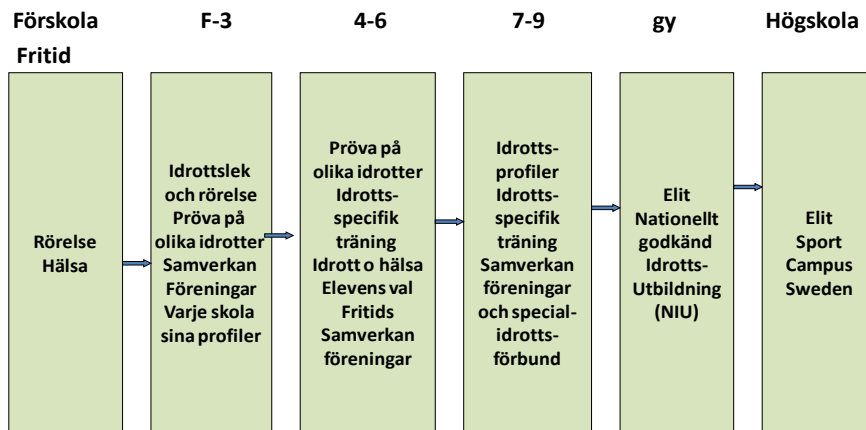 Förskola
Fritid
F-3
4-6
7-9
gy
Högskola
Rörelse
Hälsa
Idrottslek
och rörelse
Pröva på
olika idrotter
Samverkan
Föreningar
Varje skola
sina profiler
Pröva på
olika idrotter
Idrotts-
specifik
träning
Idrott o hälsa
Elevens val
Fritids
Samverkan
föreningar
Idrotts-
profiler
Idrotts-
specifik
träning
Samverkan
föreningar
och special-
idrotts-
förbund
Elit
Nationellt
godkänd
Idrotts-
Utbildning
(NIU)
Elit
Sport
Campus
Sweden